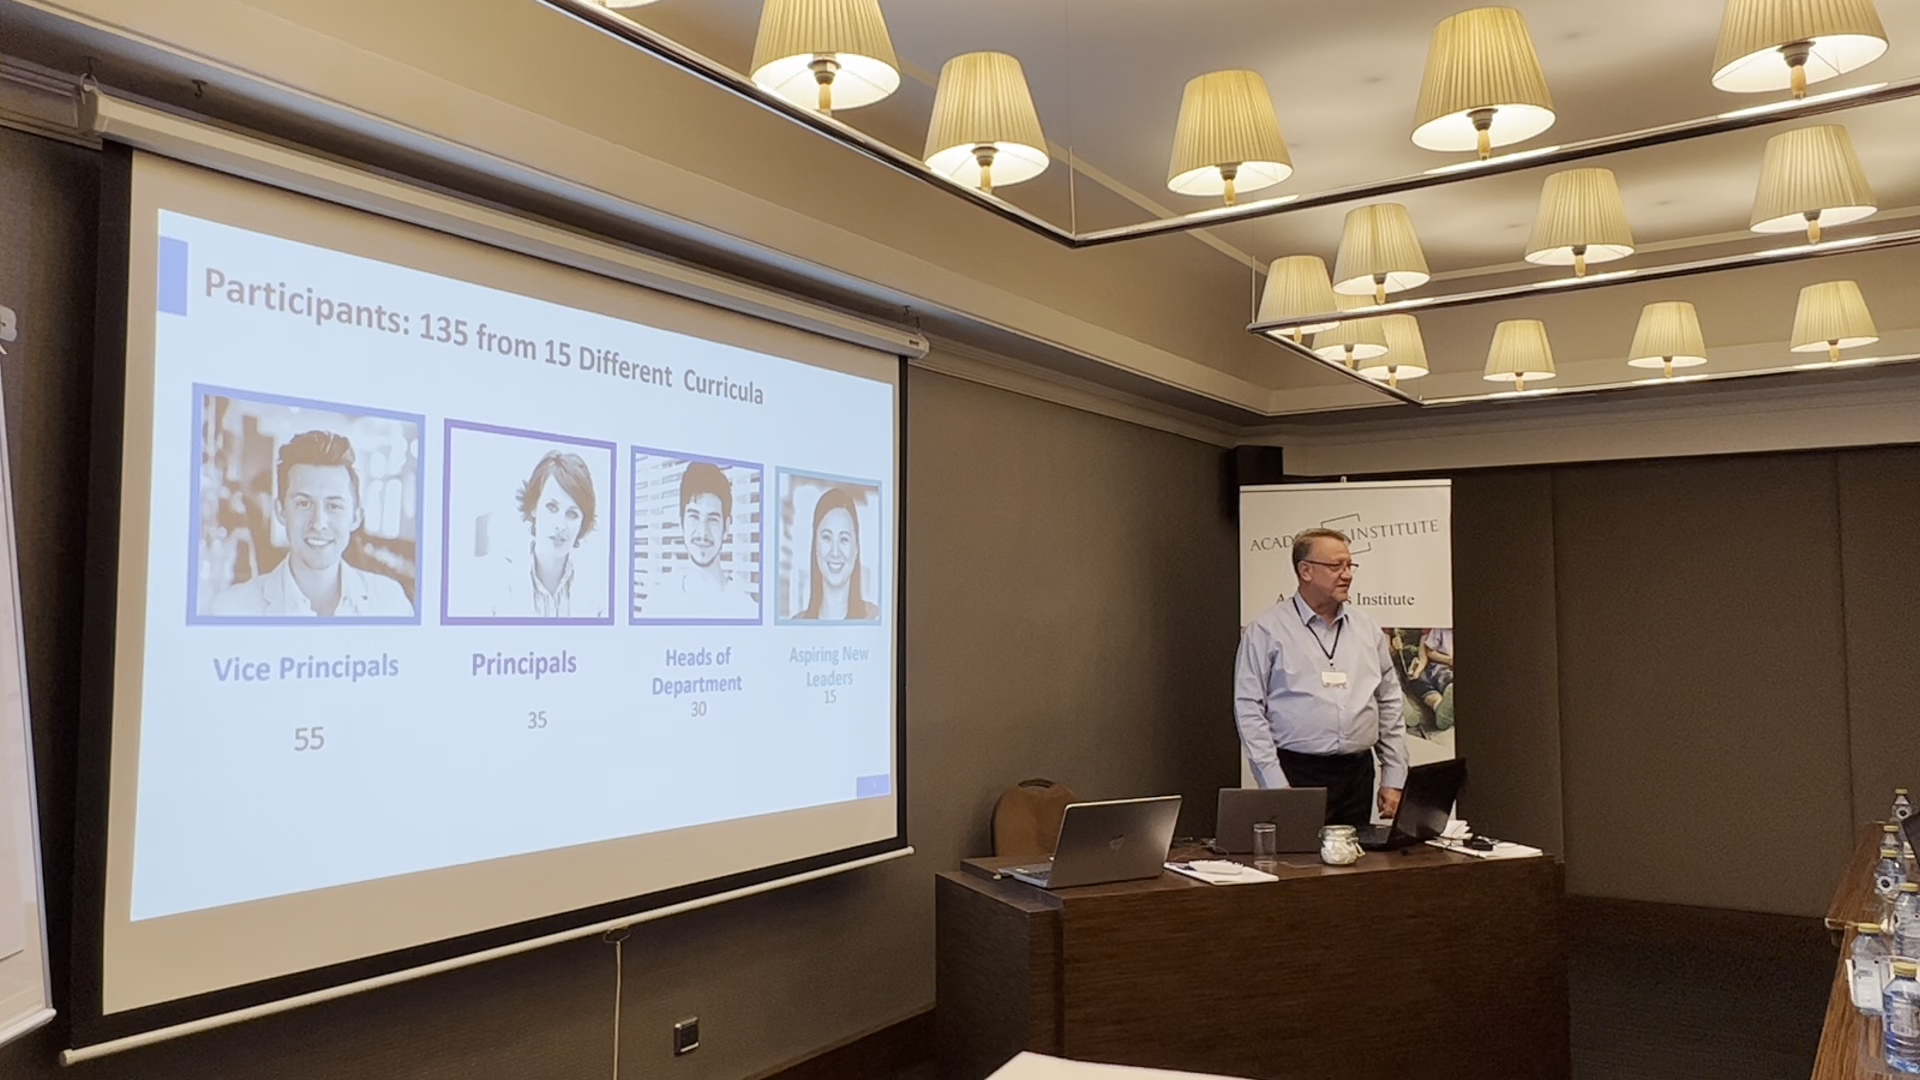 Participants: 135 from 15 Different Curricula
Vice Principals
55
Principals
35
Heads of
Department
30
Aspiring New
Leaders
15
INSTITUTE
Institute